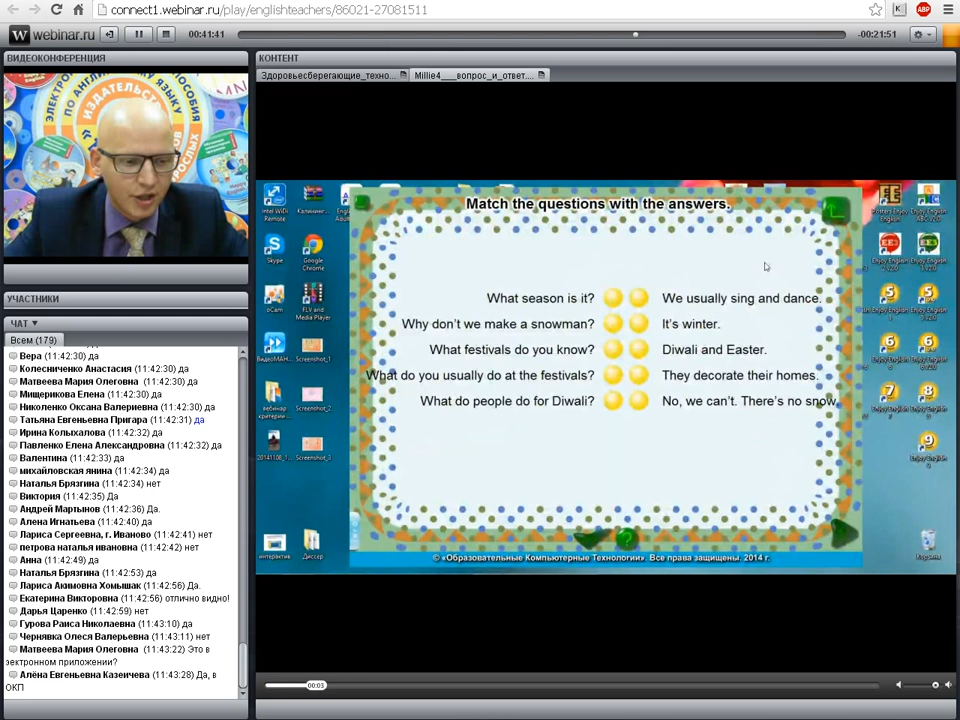 connect1.webinar.ru/play/englishteachers/86021-27081511
webinar.ru
00:41:41
-00:21:51
ВИДЕОКОНФЕРЕНЦИЯ
КОНТЕНТ
Здоровьесберегающие_техно...
Millie4___вопрос_и_ответ....
Match the questions with the answers.
What season is it?
We usually sing and dance.
Why don't we make a snowman?
It's winter.
What festivals do you know?
Diwali and Easter.
What do you usually do at the festivals?
They decorate their homes.
What do people do for Diwali?
No, we can't. There's no snow.
© «Образовательные Компьютерные Технологии». Все права защищены. 2014 г.
Intel WiDi
Remote
Skype
Google
Chrome
oCam
FLV and
Media Player
Screenshot_1
Screenshot_2
Screenshot_3
вебинар
Диссер
Корзина
00:03
УЧАСТНИКИ
ЧАТ
Всем (179)
Вера (11:42:30) да
Колесниченко Анастасия (11:42:30) да
Матвеева Мария Олеговна (11:42:30) да
Мищерикова Елена (11:42:30) да
Николенко Оксана Валериевна (11:42:30) да
Татьяна Евгеньевна Пригара (11:42:31) да
Ирина Колыхалова (11:42:32) да
Павленко Елена Александровна (11:42:32) да
Валентина (11:42:33) да
михайловская янина (11:42:34) да
Наталья Брязгина (11:42:34) нет
Виктория (11:42:35) Да
Андрей Мартынов (11:42:36) Да.
Алена Игнатьева (11:42:40) да
Лариса Сергеевна, г. Иваново (11:42:41) нет
петрова наталья ивановна (11:42:42) нет
Анна (11:42:49) да
Наталья Брязгина (11:42:53) да
Лариса Акимовна Хомышак (11:42:56) Да.
Екатерина Викторовна (11:42:56) отлично видно!
Дарья Царенко (11:42:59) нет
Гурова Раиса Николаевна (11:43:10) да
Чернявка Олеся Валерьевна (11:43:11) нет
Матвеева Мария Олеговна (11:43:22) Это в
электронном приложении?
Алёна Евгеньевна Казеичева (11:43:28) Да, в
ОКП